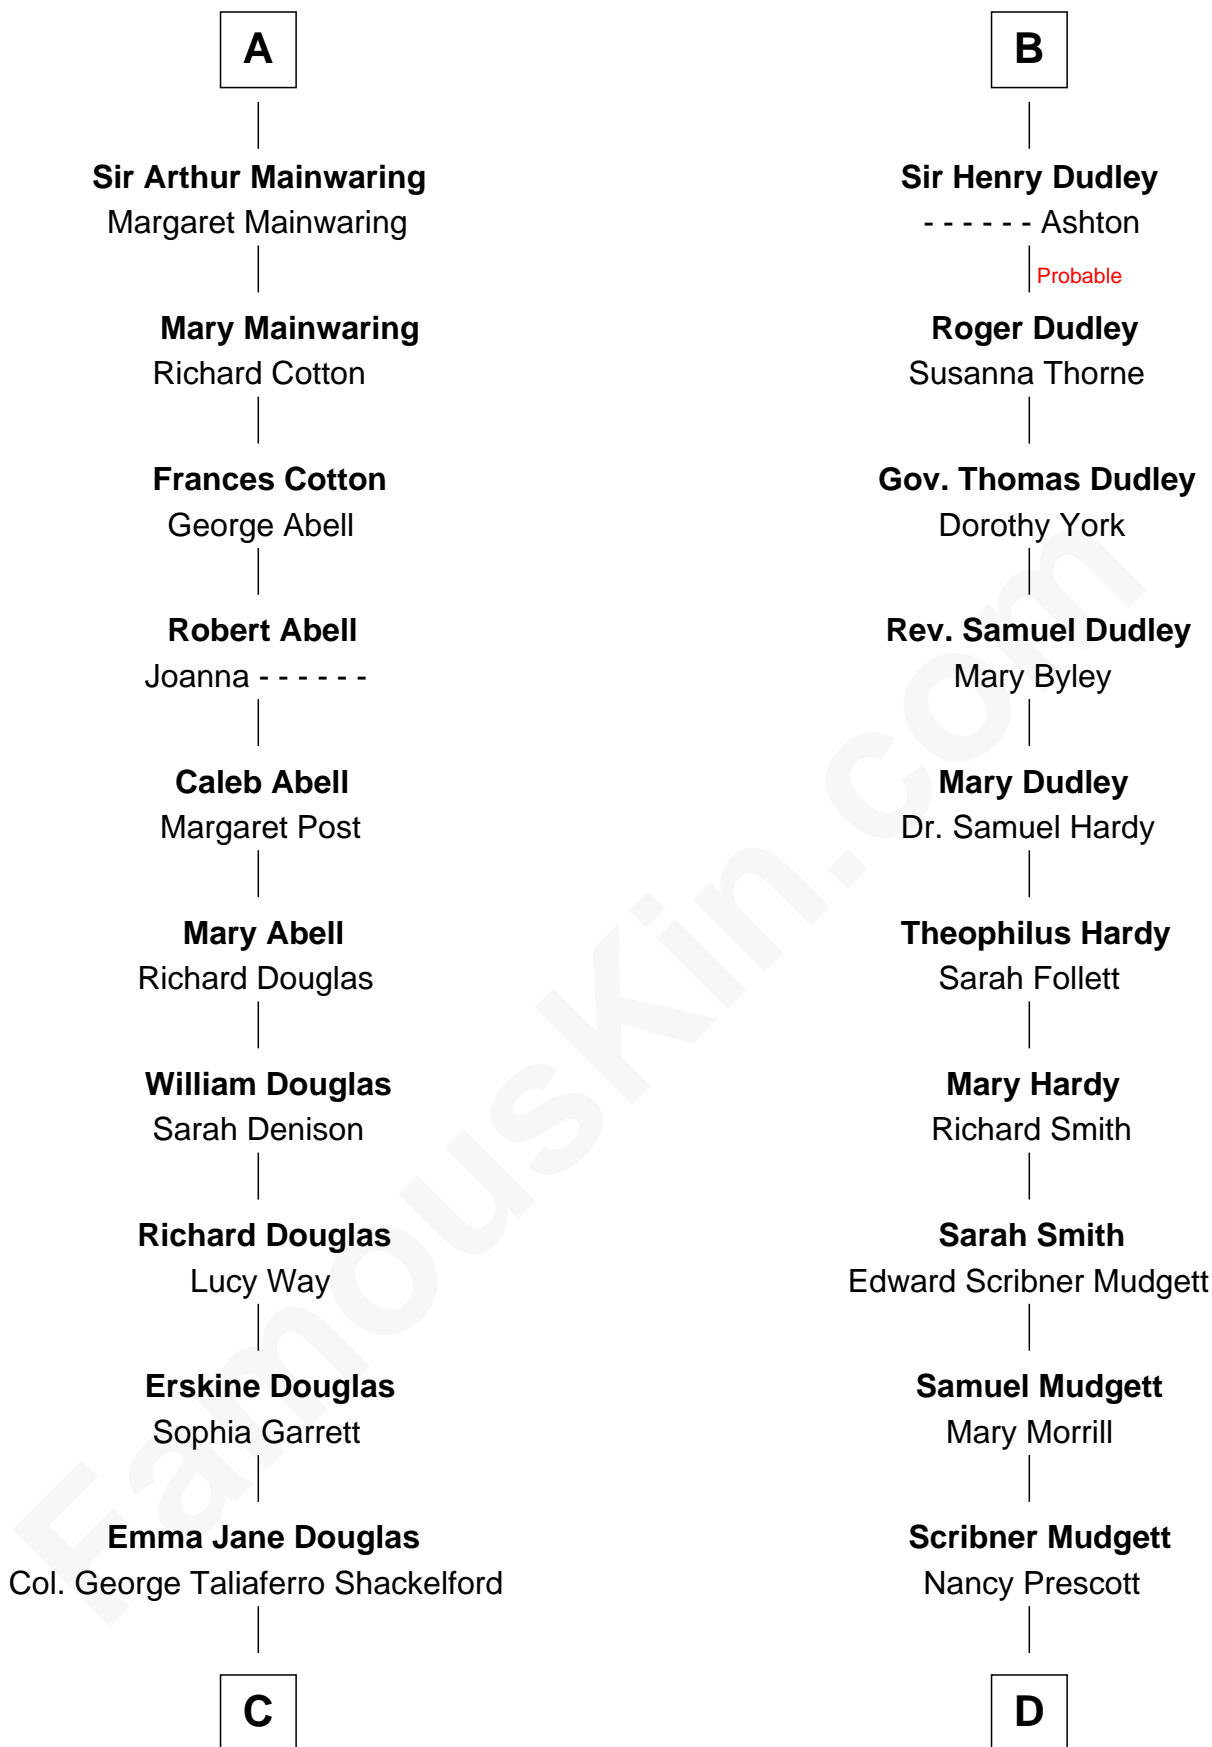 A
Sir Arthur Mainwaring
Margaret Mainwaring
Mary Mainwaring
Richard Cotton
Frances Cotton
George Abell
Robert Abell
Joanna - - - - - -
Caleb Abell
Margaret Post
Mary Abell
Richard Douglas
William Douglas
Sarah Denison
Richard Douglas
Lucy Way
Erskine Douglas
Sophia Garrett
Emma Jane Douglas
Col. George Taliaferro Shackelford
C
B
Sir Henry Dudley
- - - - - - Ashton
Probable
Roger Dudley
Susanna Thorne
Gov. Thomas Dudley
Dorothy York
Rev. Samuel Dudley
Mary Byley
Mary Dudley
Dr. Samuel Hardy
Theophilus Hardy
Sarah Follett
Mary Hardy
Richard Smith
Sarah Smith
Edward Scribner Mudgett
Samuel Mudgett
Mary Morrill
Scribner Mudgett
Nancy Prescott
D
FamousKin.com